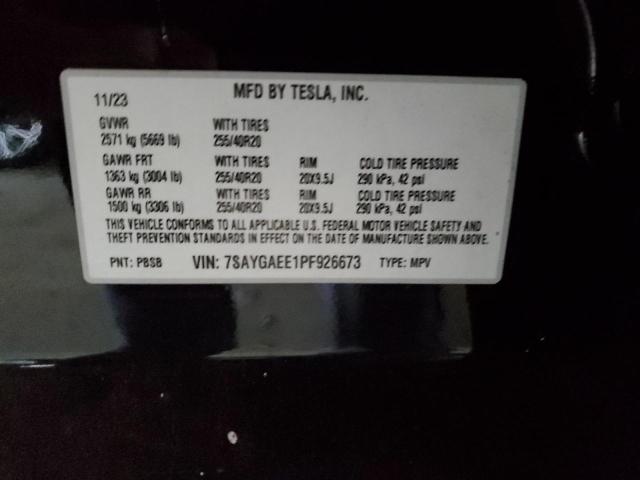 11/23 MFD BY TESLA, INC.
GVWR WITH TIRES
2571 kg (5669 lb) 255/40R20
GAWR FRT WITH TIRES RIM COLD TIRE PRESSURE
1363 kg (3004 lb) 255/40R20 20X9.5J 290 kPa, 42 psi
GAWR RR WITH TIRES RIM COLD TIRE PRESSURE
1500 kg (3306 lb) 255/40R20 20X9.5J 290 kPa, 42 psi
THIS VEHICLE CONFORMS TO ALL APPLICABLE U.S. FEDERAL MOTOR VEHICLE SAFETY AND
THEFT PREVENTION STANDARDS IN EFFECT ON THE DATE OF MANUFACTURE SHOWN ABOVE.
PNT: PBSB VIN: 7SAYGAEE1PF926673 TYPE: MPV